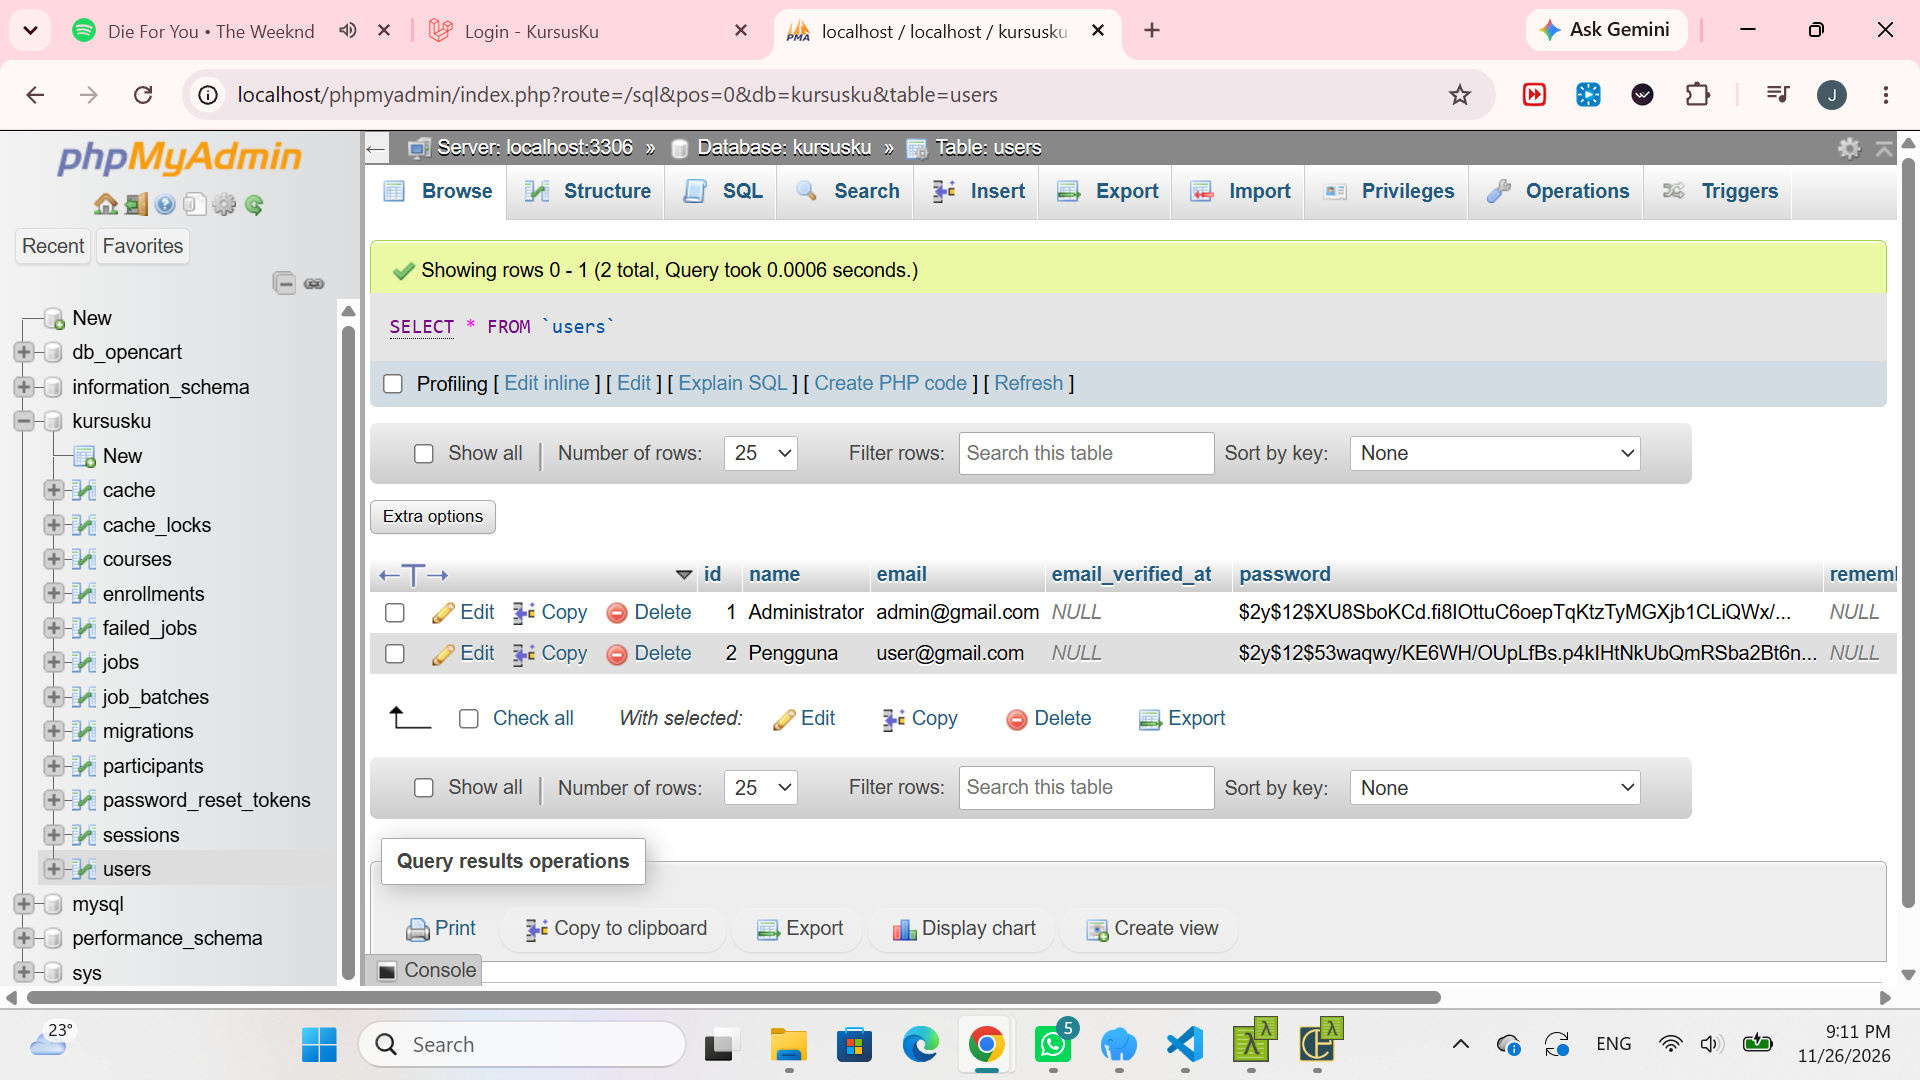 Die For You • The Weeknd
Login - KursusKu
localhost / localhost / kursusku
Ask Gemini
localhost/phpmyadmin/index.php?route=/sql&pos=0&db=kursusku&table=users
J
phpMyAdmin
Recent
Favorites
New
db_opencart
information_schema
kursusku
New
cache
cache_locks
courses
enrollments
failed_jobs
jobs
job_batches
migrations
participants
password_reset_tokens
sessions
users
mysql
performance_schema
sys
Server: localhost:3306 » Database: kursusku » Table: users
Browse Structure SQL Search Insert Export Import Privileges Operations Triggers
Showing rows 0 - 1 (2 total, Query took 0.0006 seconds.)
SELECT * FROM `users`
Profiling [ Edit inline ] [ Edit ] [ Explain SQL ] [ Create PHP code ] [ Refresh ]
Show all | Number of rows: 25 Filter rows: Search this table Sort by key: None
Extra options
id name email email_verified_at password rememl
Edit Copy Delete 1 Administrator admin@gmail.com NULL $2y$12$XU8SboKCd.fi8IOttuC6oepTqKtzTyMGXjb1CLiQWx/... NULL
Edit Copy Delete 2 Pengguna user@gmail.com NULL $2y$12$53waqwy/KE6WH/OUpLfBs.p4kIHtNkUbQmRSba2Bt6n... NULL
Check all With selected: Edit Copy Delete Export
Show all | Number of rows: 25 Filter rows: Search this table Sort by key: None
Query results operations
Print Copy to clipboard Export Display chart Create view
Console
23°
Search
5
ENG
9:11 PM
11/26/2026